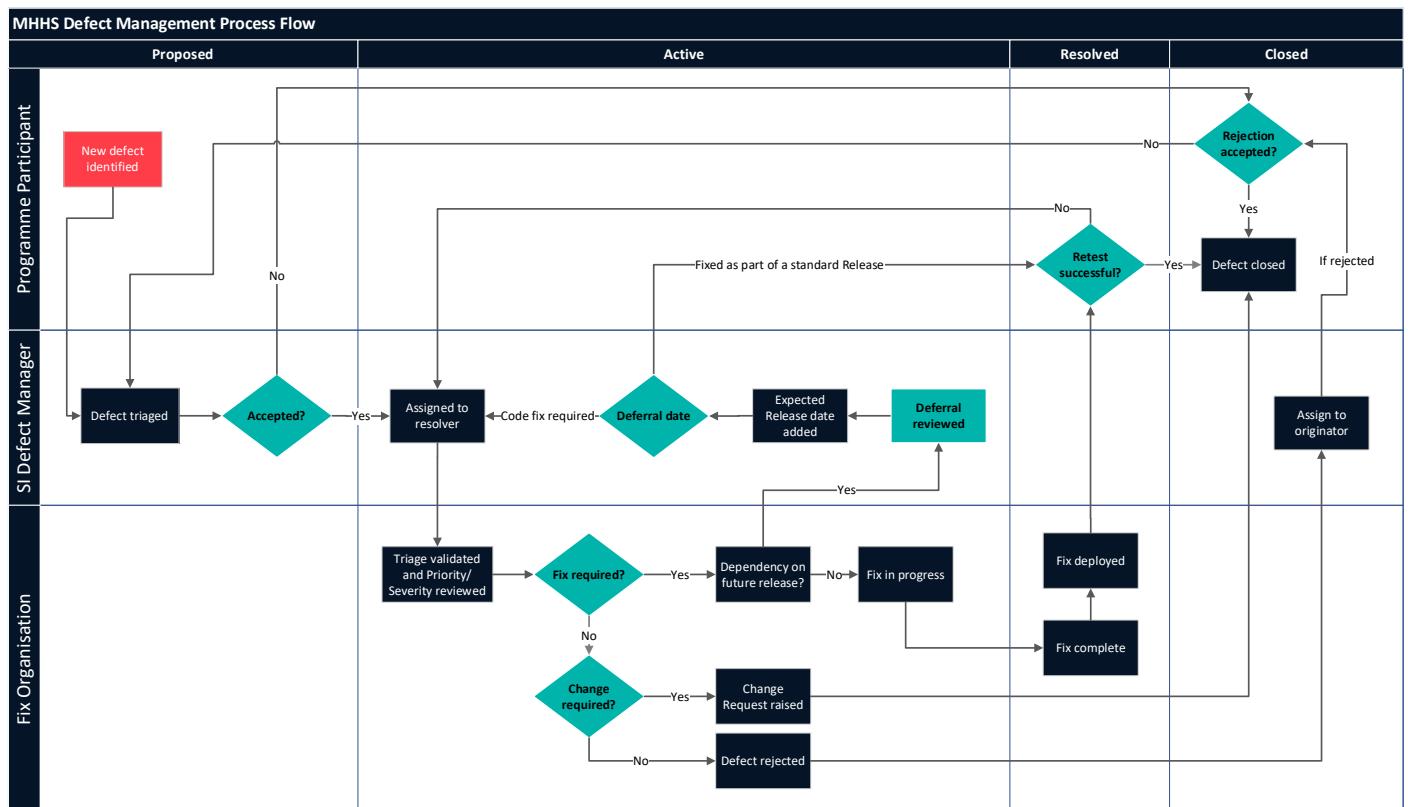 MHHS Defect Management Process Flow
Proposed
Active
Resolved
Closed
Programme Participant
New defect
identified
No
No
Rejection
accepted?
Yes
No
Fixed as part of a standard Release
Retest
successful?
Yes
Defect closed
If rejected
SI Defect Manager
Defect triaged
Accepted?
Yes
Assigned to
resolver
Code fix required
Deferral date
Expected
Release date
added
Deferral
reviewed
Assign to
originator
Yes
Fix Organisation
Triage validated
and Priority/
Severity reviewed
Fix required?
Yes
Dependency on
future release?
No
Fix in progress
Fix deployed
No
Fix complete
Change
required?
Yes
Change
Request raised
No
Defect rejected